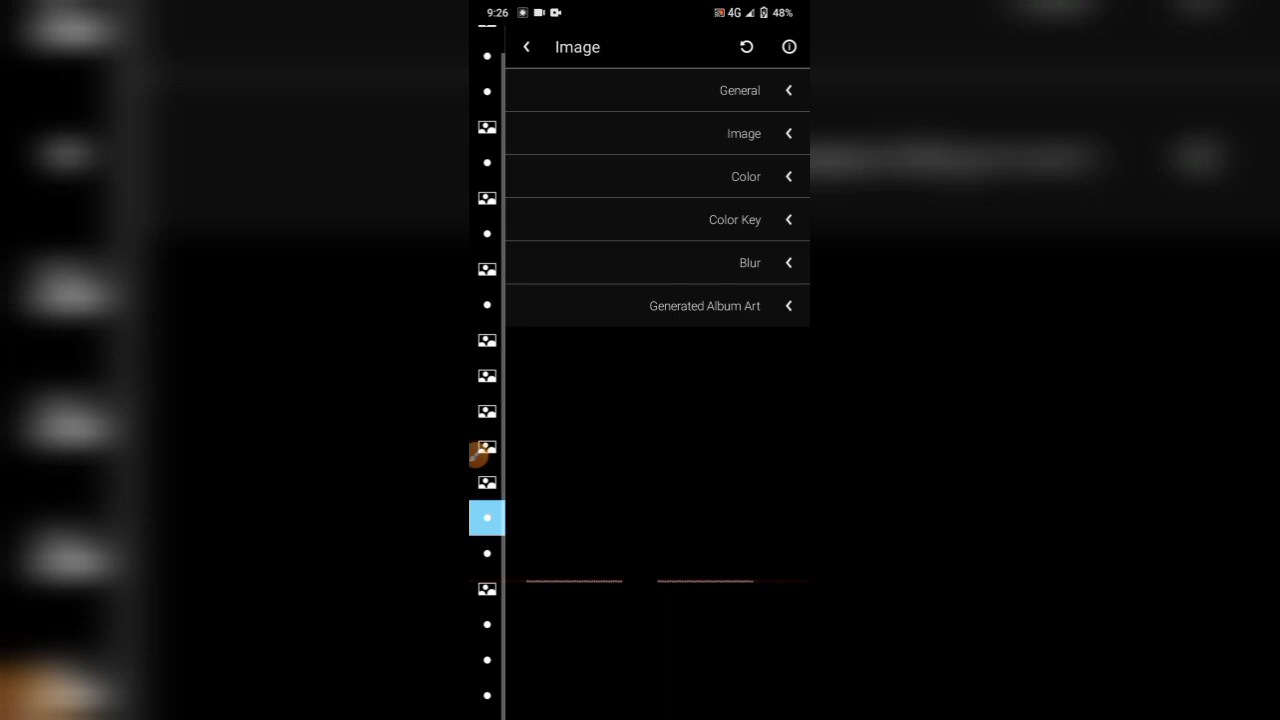 9:26 4G 48%
Image
General
Image
Color
Color Key
Blur
Generated Album Art